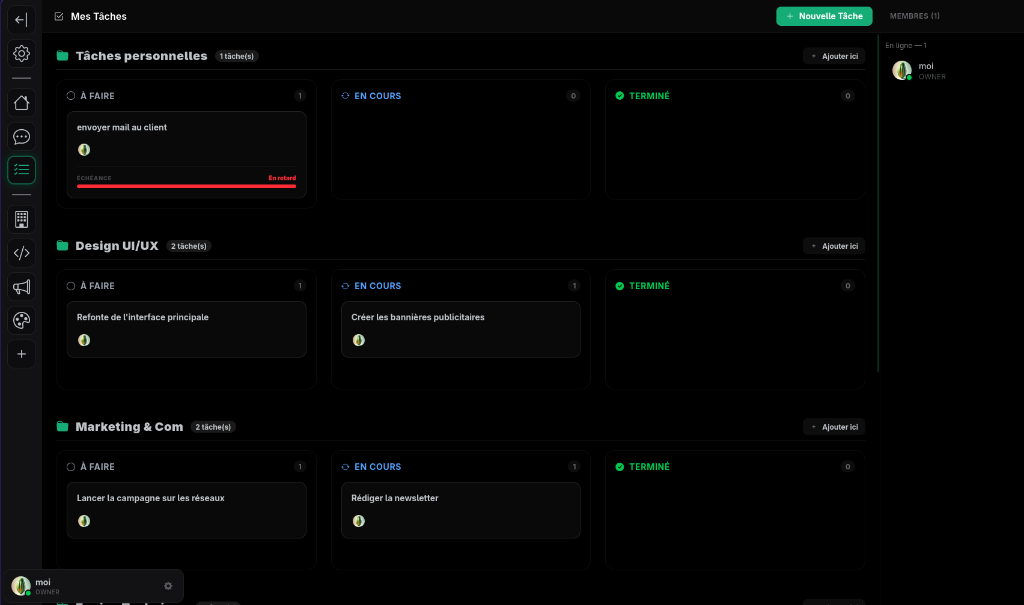 Mes Tâches
+ Nouvelle Tâche
MEMBRES (1)
En ligne — 1
moi
OWNER
Tâches personnelles
1 tâche(s)
+ Ajouter ici
À FAIRE
1
envoyer mail au client
ÉCHÉANCE
En retard
EN COURS
0
TERMINÉ
0
Design UI/UX
2 tâche(s)
+ Ajouter ici
À FAIRE
1
Refonte de l'interface principale
EN COURS
1
Créer les bannières publicitaires
TERMINÉ
0
Marketing & Com
2 tâche(s)
+ Ajouter ici
À FAIRE
1
Lancer la campagne sur les réseaux
EN COURS
1
Rédiger la newsletter
TERMINÉ
0
moi
OWNER